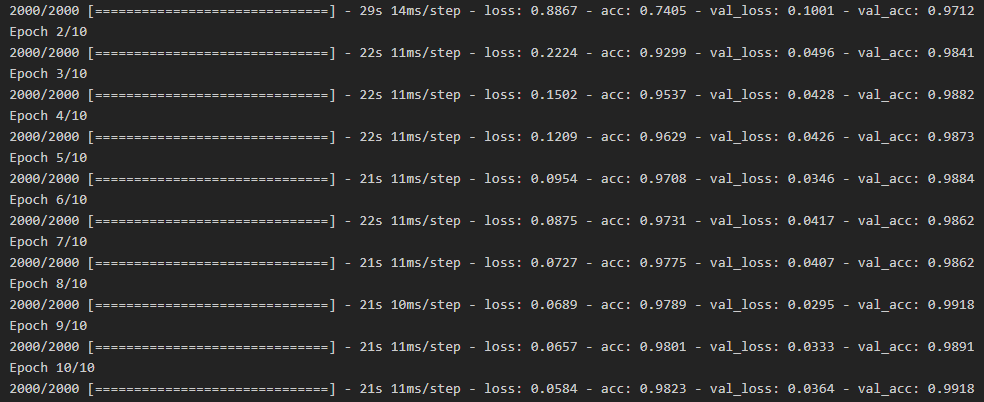 2000/2000 [==============================] - 29s 14ms/step - loss: 0.8867 - acc: 0.7405 - val_loss: 0.1001 - val_acc: 0.9712
Epoch 2/10
2000/2000 [==============================] - 22s 11ms/step - loss: 0.2224 - acc: 0.9299 - val_loss: 0.0496 - val_acc: 0.9841
Epoch 3/10
2000/2000 [==============================] - 22s 11ms/step - loss: 0.1502 - acc: 0.9537 - val_loss: 0.0428 - val_acc: 0.9882
Epoch 4/10
2000/2000 [==============================] - 22s 11ms/step - loss: 0.1209 - acc: 0.9629 - val_loss: 0.0426 - val_acc: 0.9873
Epoch 5/10
2000/2000 [==============================] - 21s 11ms/step - loss: 0.0954 - acc: 0.9708 - val_loss: 0.0346 - val_acc: 0.9884
Epoch 6/10
2000/2000 [==============================] - 22s 11ms/step - loss: 0.0875 - acc: 0.9731 - val_loss: 0.0417 - val_acc: 0.9862
Epoch 7/10
2000/2000 [==============================] - 21s 11ms/step - loss: 0.0727 - acc: 0.9775 - val_loss: 0.0407 - val_acc: 0.9862
Epoch 8/10
2000/2000 [==============================] - 21s 10ms/step - loss: 0.0689 - acc: 0.9789 - val_loss: 0.0295 - val_acc: 0.9918
Epoch 9/10
2000/2000 [==============================] - 21s 11ms/step - loss: 0.0657 - acc: 0.9801 - val_loss: 0.0333 - val_acc: 0.9891
Epoch 10/10
2000/2000 [==============================] - 21s 11ms/step - loss: 0.0584 - acc: 0.9823 - val_loss: 0.0364 - val_acc: 0.9918